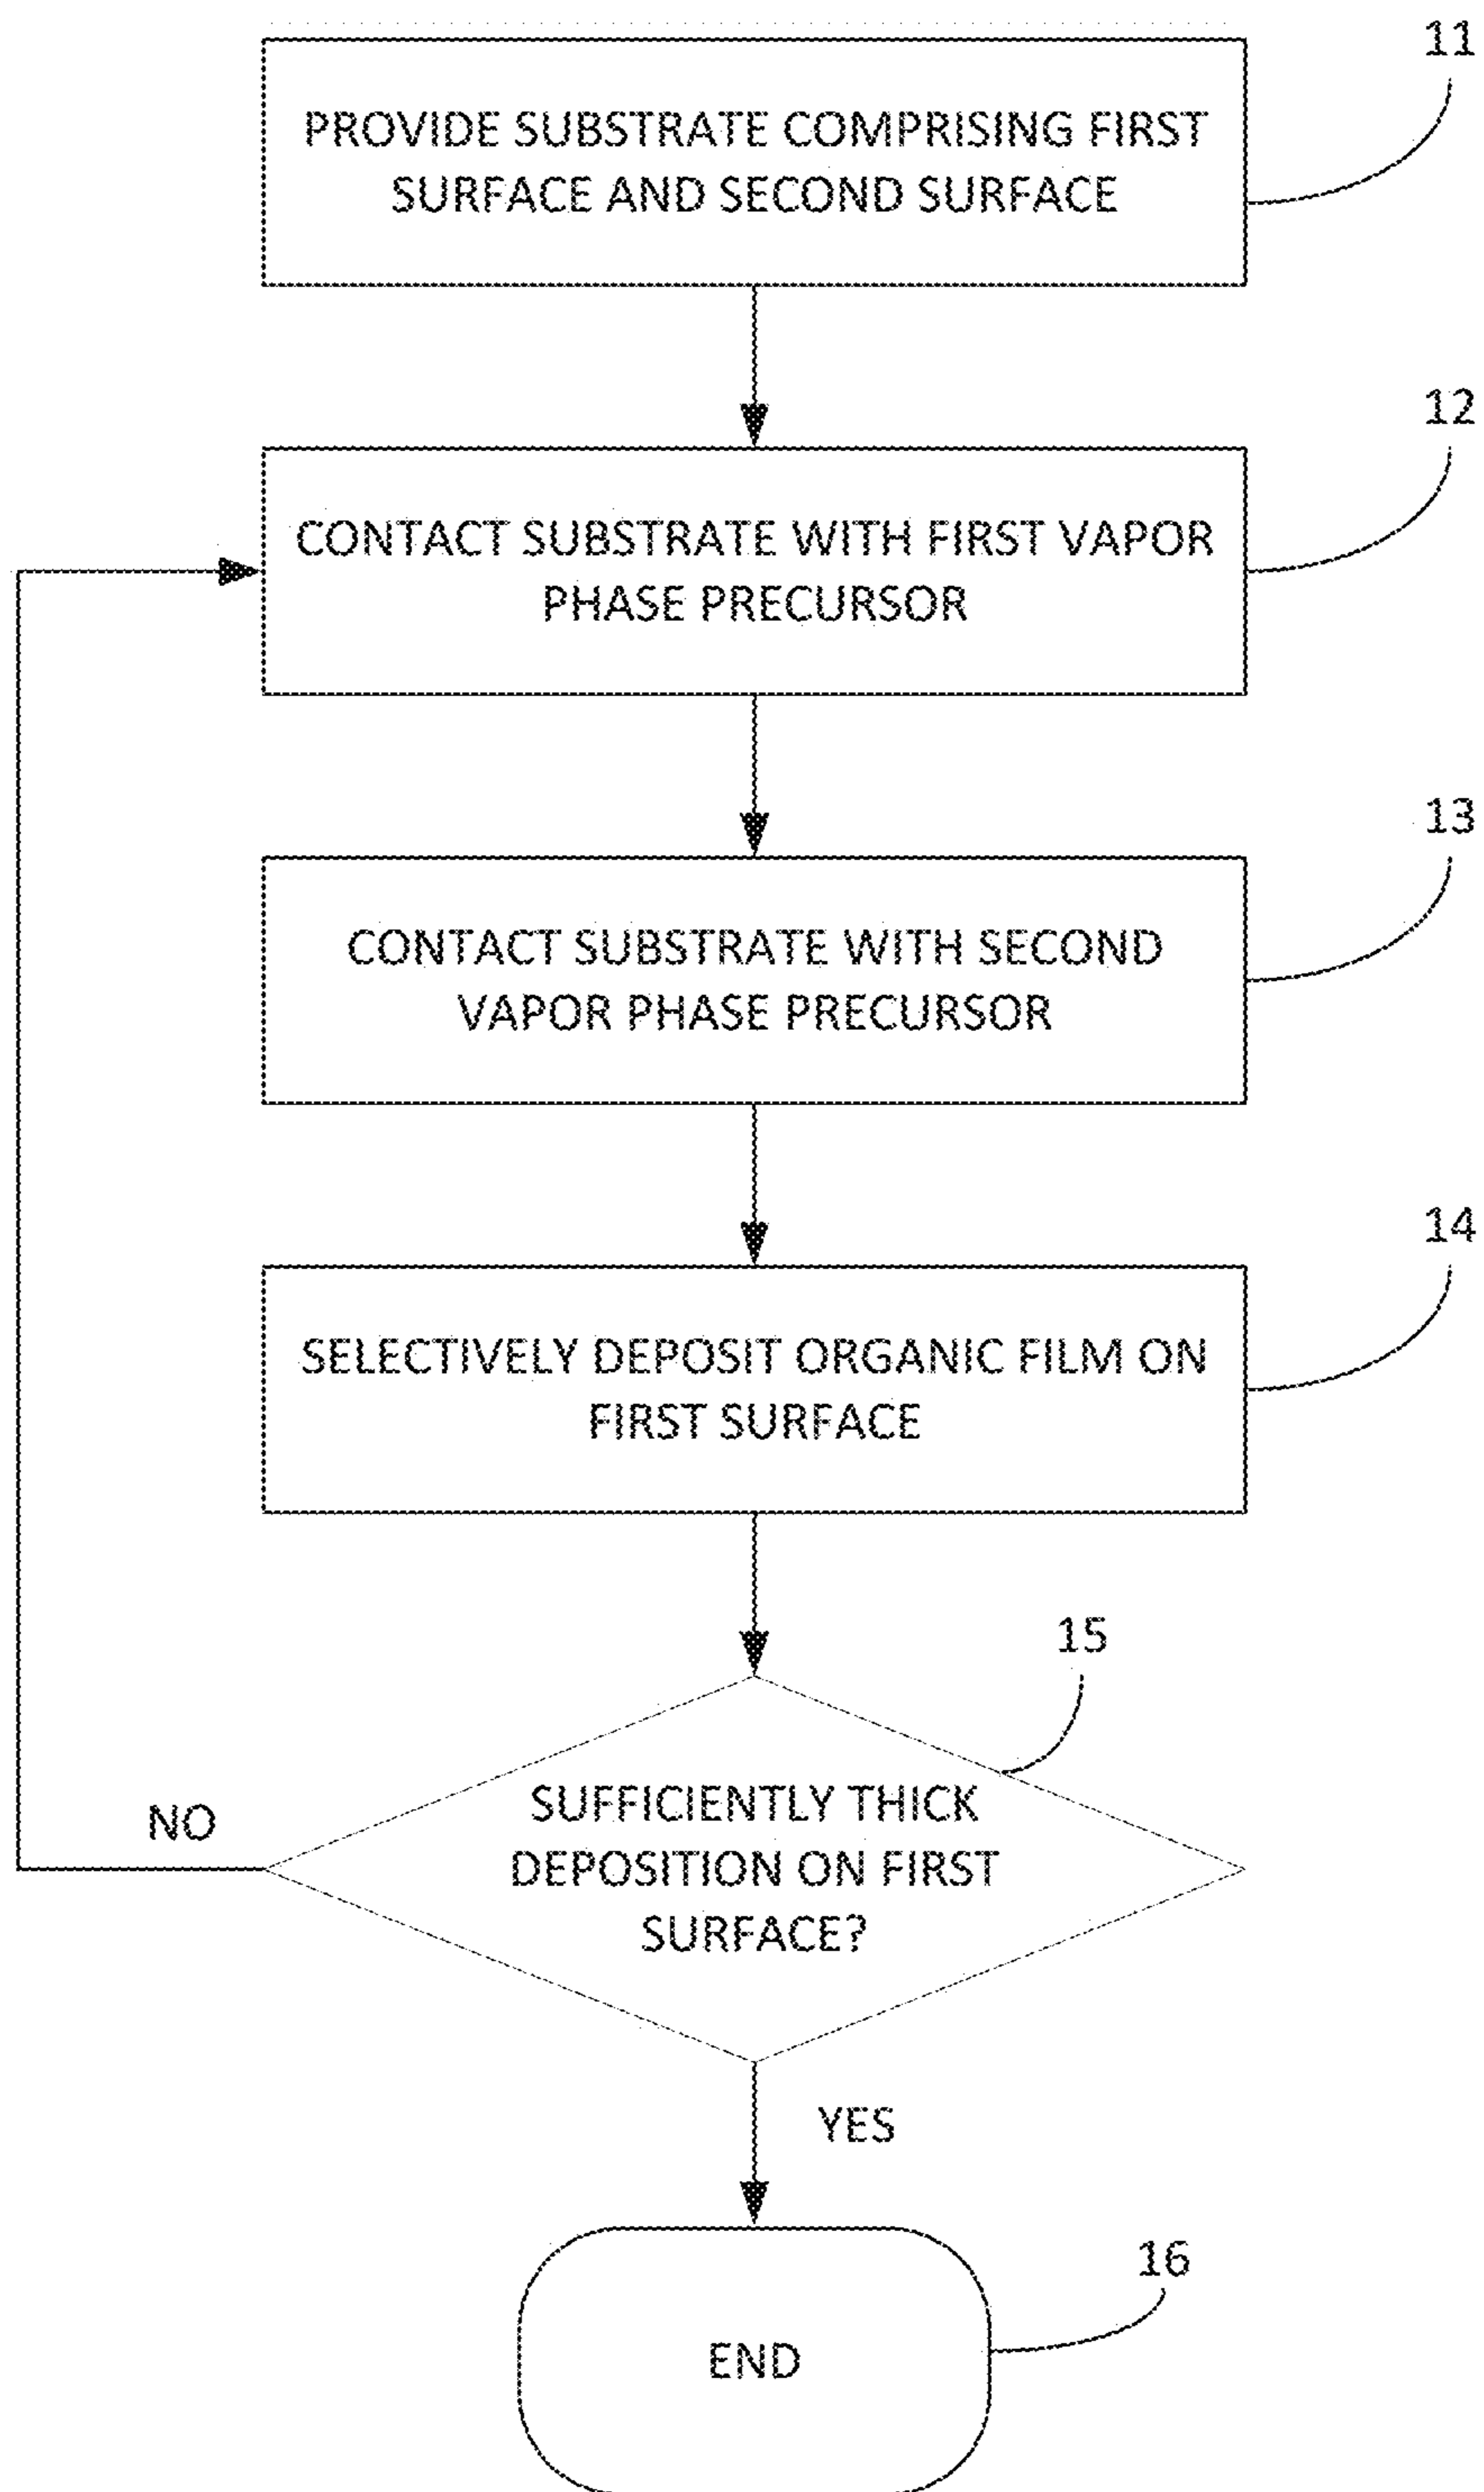 11
PROVIDE SUBSTRATE COMPRISING FIRST
SURFACE AND SECOND SURFACE
12
CONTACT SUBSTRATE WITH FIRST VAPOR
PHASE PRECURSOR
13
CONTACT SUBSTRATE WITH SECOND
VAPOR PHASE PRECURSOR
14
SELECTIVELY DEPOSIT ORGANIC FILM ON
FIRST SURFACE
15
SUFFICIENTLY THICK
DEPOSITION ON FIRST
SURFACE?
NO
YES
16
END